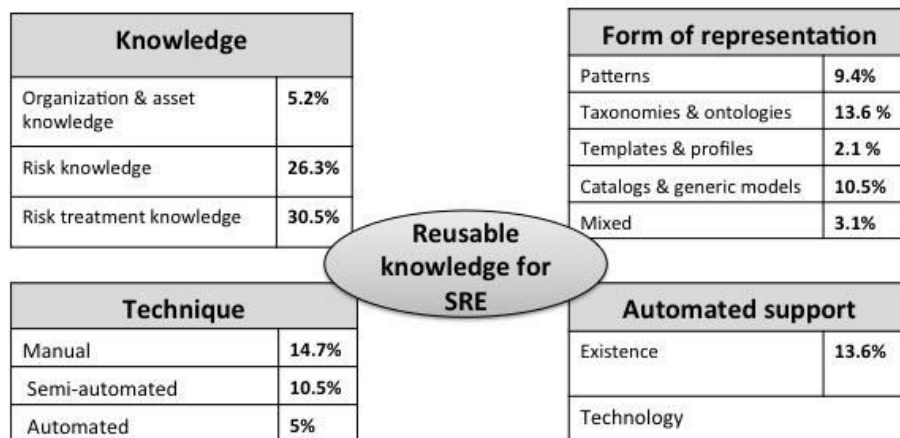 Knowledge
Organization & asset
knowledge
5.2%
Risk knowledge 26.3%
Risk treatment knowledge 30.5%
Form of representation
Patterns 9.4%
Taxonomies & ontologies 13.6 %
Templates & profiles 2.1 %
Catalogs & generic models 10.5%
Mixed 3.1%
Reusable
knowledge for
SRE
Technique
Manual 14.7%
Semi-automated 10.5%
Automated 5%
Automated support
Existence 13.6%
Technology